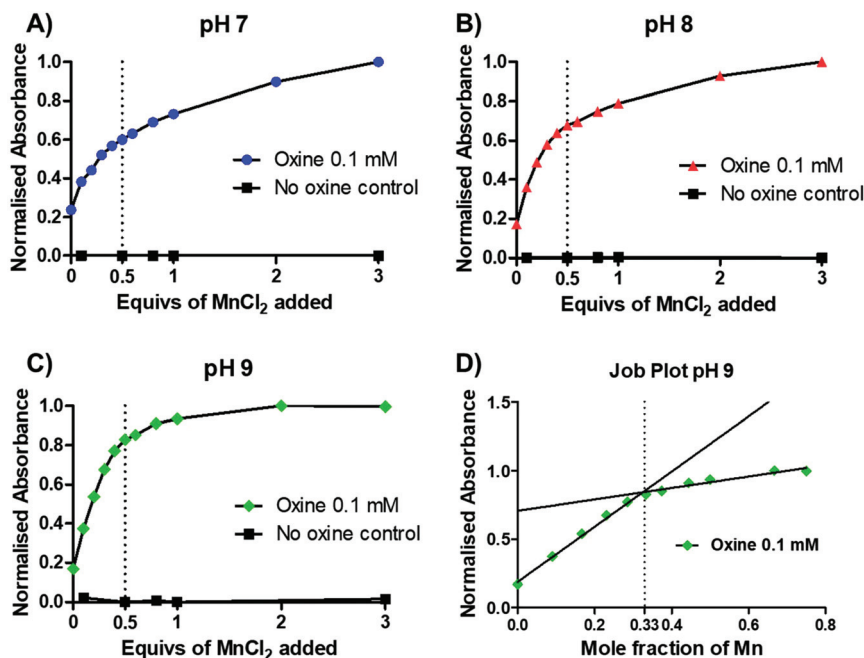 A)
pH 7
Normalised Absorbance
1.0
0.8
0.6
0.4
0.2
0.0
Oxine 0.1 mM
No oxine control
0 0.5 1 2 3
Equivs of MnCl₂ added
B)
pH 8
Normalised Absorbance
1.0
0.8
0.6
0.4
0.2
0.0
Oxine 0.1 mM
No oxine control
0 0.5 1 2 3
Equivs of MnCl₂ added
C)
pH 9
Normalised Absorbance
1.0
0.8
0.6
0.4
0.2
0.0
Oxine 0.1 mM
No oxine control
0 0.5 1 2 3
Equivs of MnCl₂ added
D)
Job Plot pH 9
Normalised Absorbance
1.5
1.0
0.5
0.0
Oxine 0.1 mM
0.0 0.2 0.33 0.4 0.6 0.8
Mole fraction of Mn